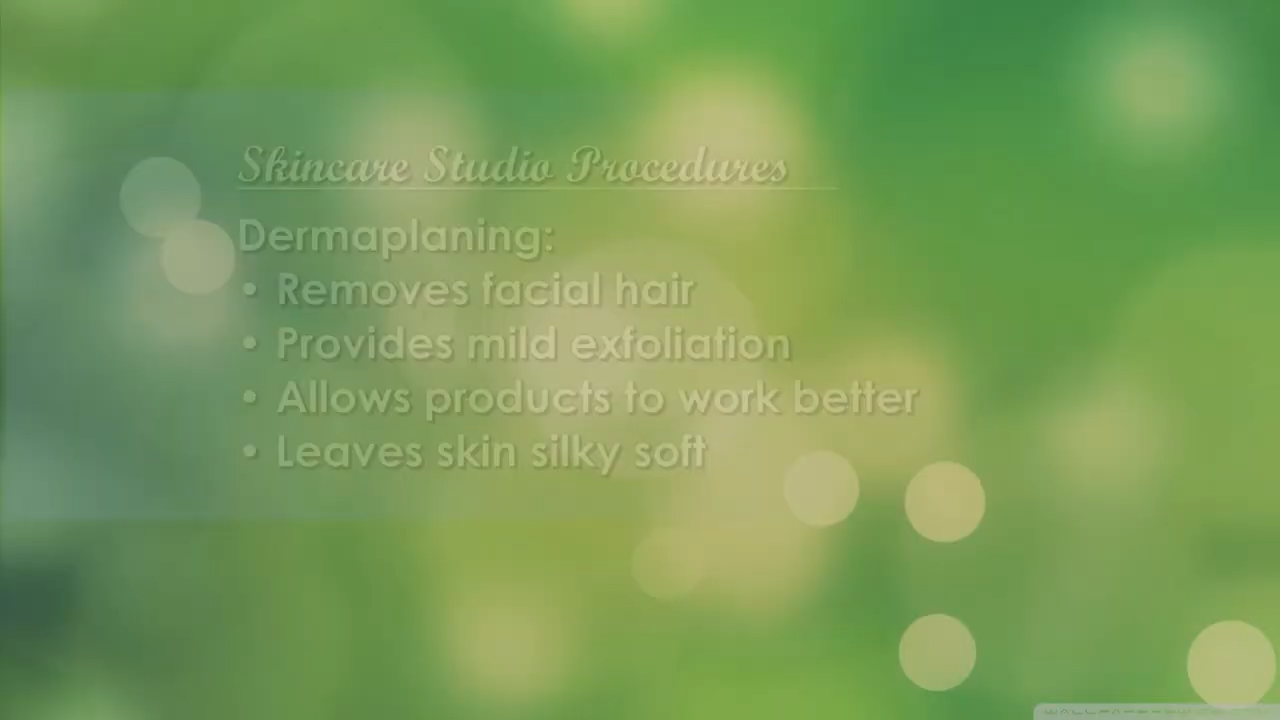 Skincare Studio Procedures
Dermaplaning:
• Removes facial hair
• Provides mild exfoliation
• Allows products to work better
• Leaves skin silky soft